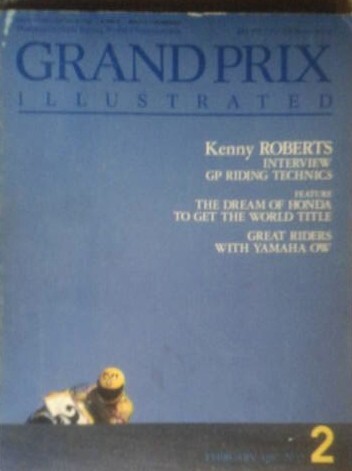 GRAND PRIX
ILLUSTRATED
Kenny ROBERTS
INTERVIEW
GP RIDING TECHNICS
FEATURE
THE DREAM OF HONDA
TO GET THE WORLD TITLE
GREAT RIDERS
WITH YAMAHA OW
FEBRUARY
2